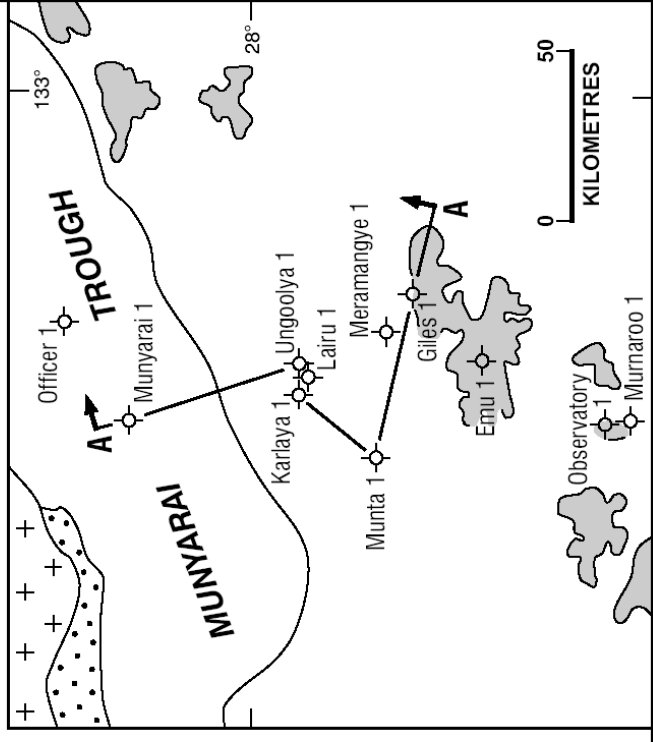 133°
28°
TROUGH
MUNYARAI
Officer 1
Munyarai 1
A
Ungoolya 1
Lairu 1
Karlaya 1
Munta 1
Meramangye 1
Giles 1
A
Emu 1
Observatory
1
Murnaroo 1
0
50
KILOMETRES